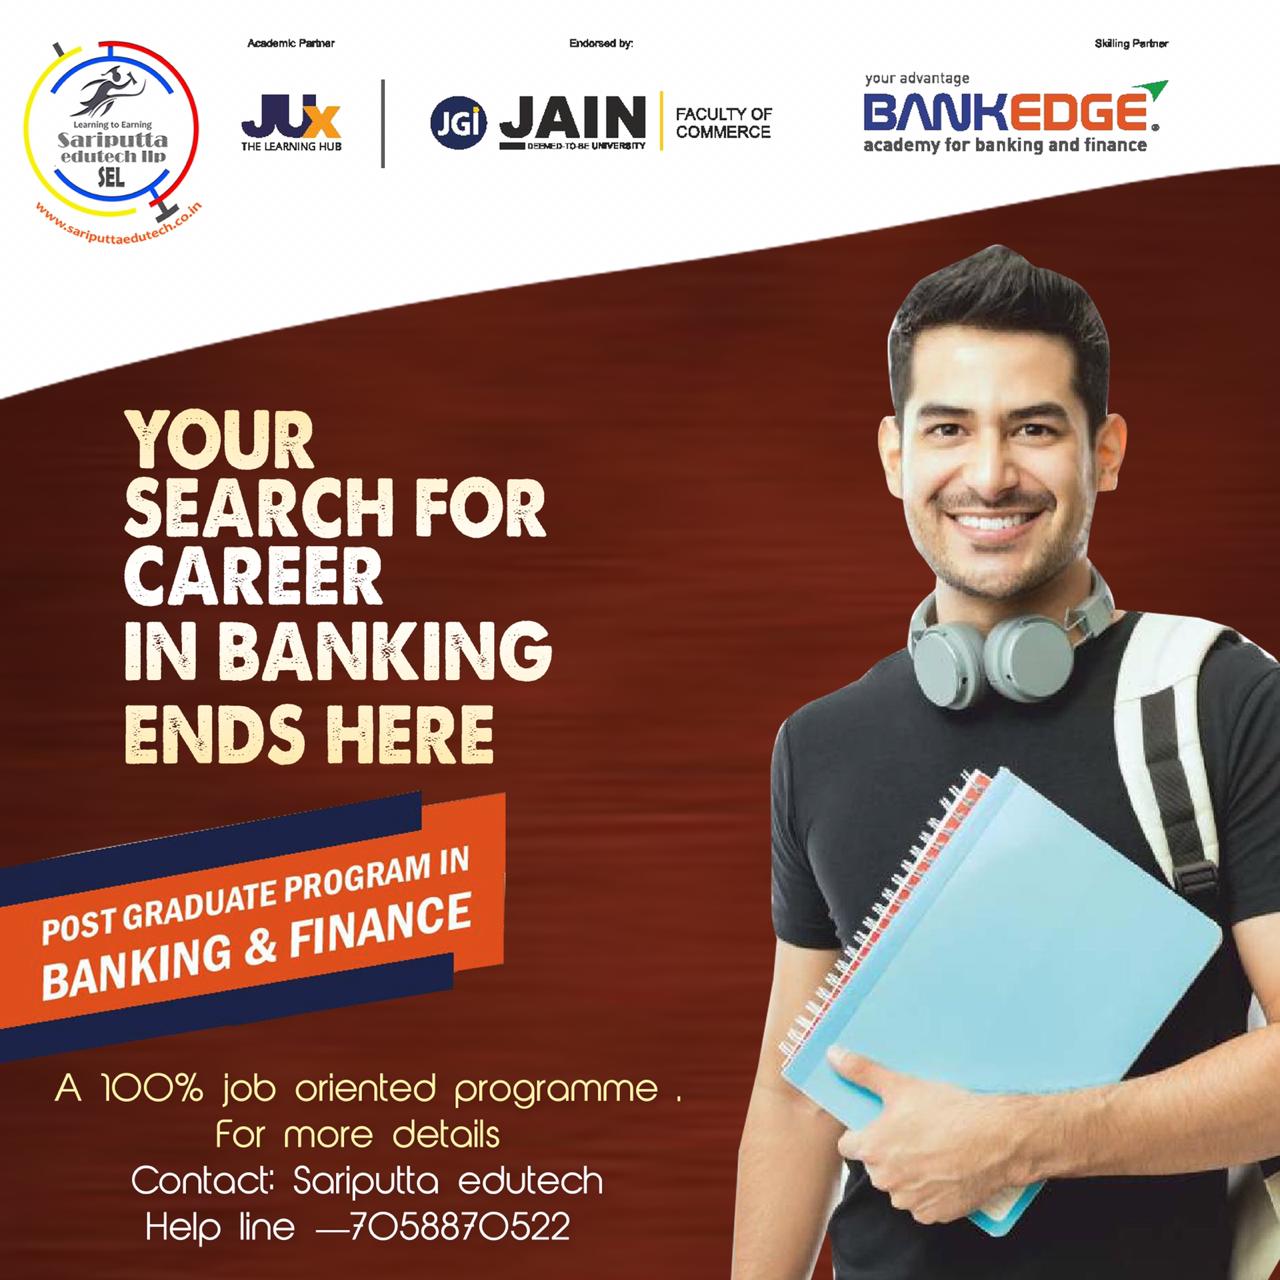 Academic Partner
Endorsed by:
Skilling Partner
Learning to Earning
Sariputta
edutech llp
SEL
www.sariputtaedutech.co.in
JUx
THE LEARNING HUB
JGi
JAIN
DEEMED-TO-BE UNIVERSITY
FACULTY OF
COMMERCE
your advantage
BANKEDGE
academy for banking and finance
YOUR
SEARCH FOR
CAREER
IN BANKING
ENDS HERE
POST GRADUATE PROGRAM IN
BANKING & FINANCE
A 100% job oriented programme .
For more details
Contact: Sariputta edutech
Help line —7058870522